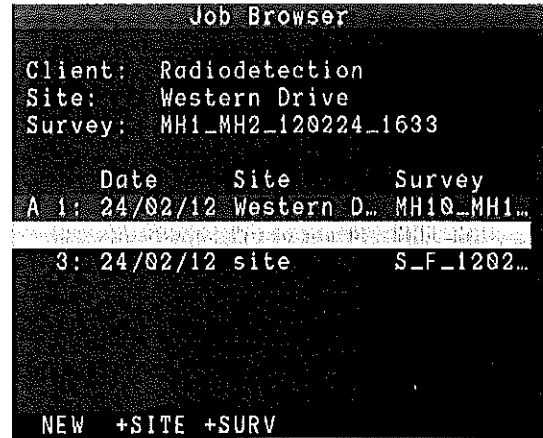 Job Browser
Client: Radiodetection
Site: Western Drive
Survey: MH1_MH2_120224_1633
Date Site Survey
A 1: 24/02/12 Western D… MH10_MH1…
3: 24/02/12 site S_F_1202…
NEW +SITE +SURV